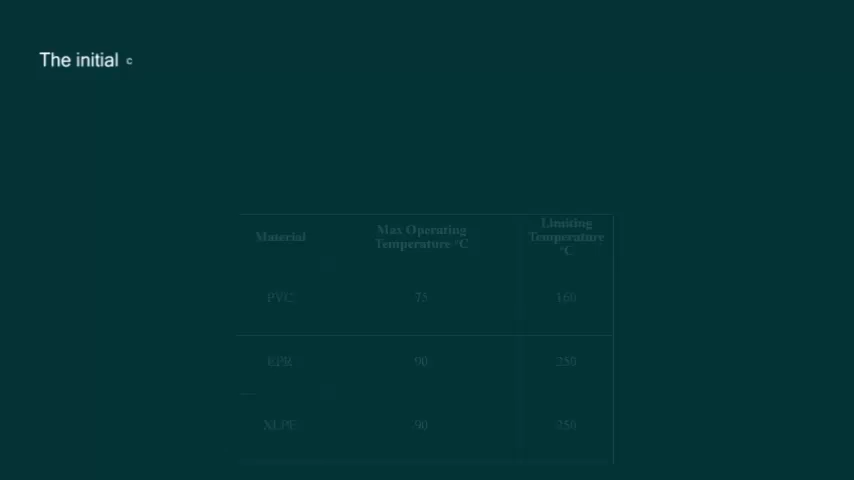 The initial c
Material Max Operating Temperature °C Limiting Temperature °C
PVC 75 160
EPR 90 250
XLPE 90 250